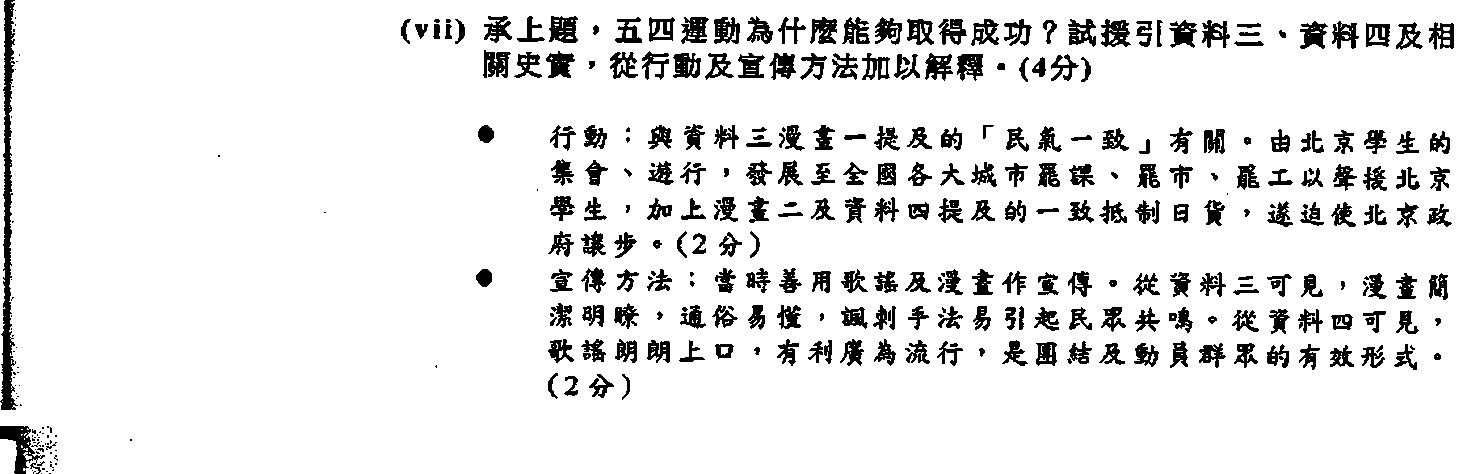 (vii) 承上題，五四運動為什麼能夠取得成功？試援引資料三、資料四及相
關史實，從行動及宣傳方法加以解釋。(4分)
● 行動：與資料三漫畫一提及的「民氣一致」有關。由北京學生的
集會、遊行，發展至全國各大城市罷課、罷市、罷工以聲援北京
學生，加上漫畫二及資料四提及的一致抵制日貨，遂迫使北京政
府讓步。(2分)
● 宣傳方法：當時善用歌謠及漫畫作宣傳。從資料三可見，漫畫簡
潔明瞭，通俗易懂，諷刺手法易引起民眾共鳴。從資料四可見，
歌謠朗朗上口，有利廣為流行，是團結及動員群眾的有效形式。
(2分)